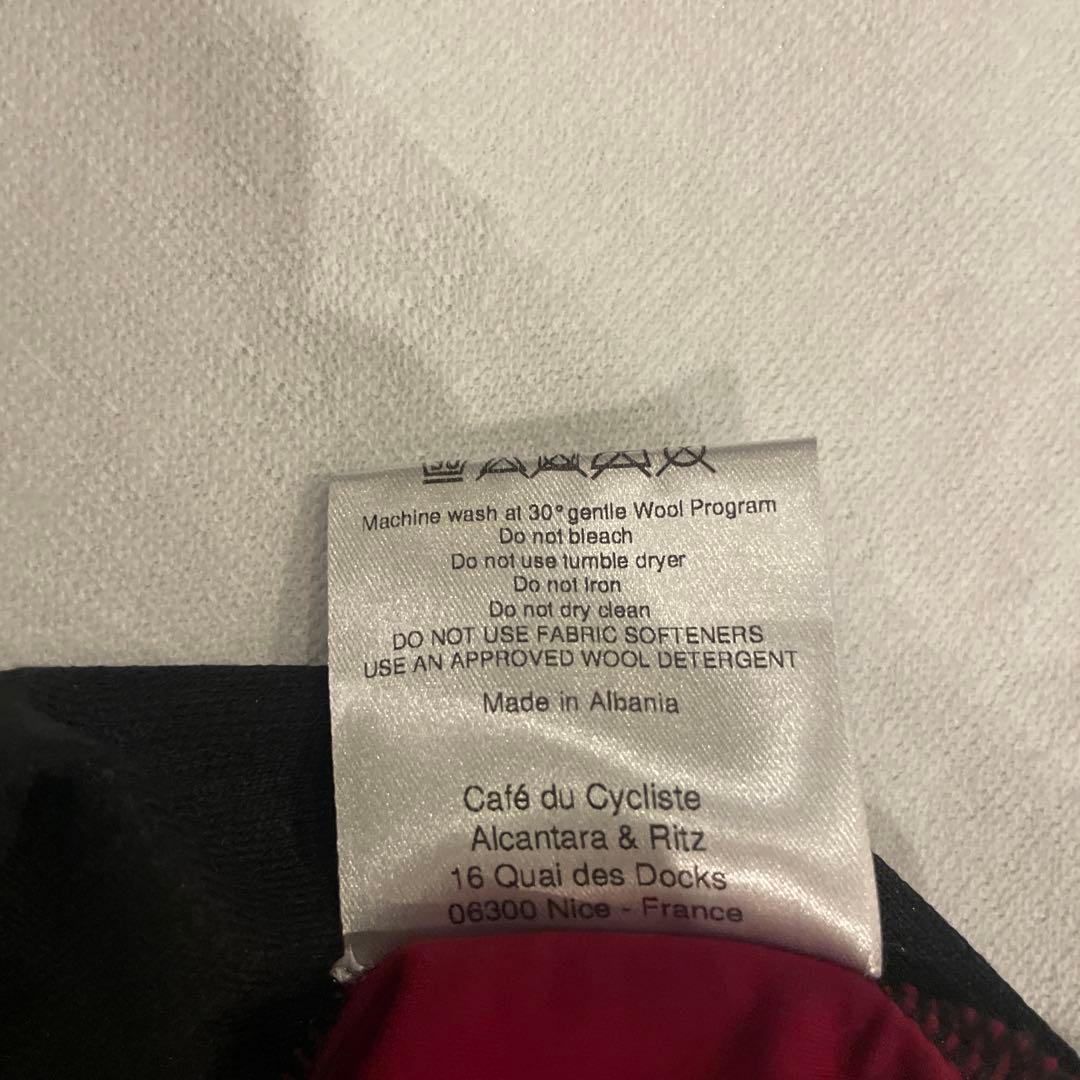 Machine wash at 30° gentle Wool Program
Do not bleach
Do not use tumble dryer
Do not Iron
Do not dry clean
DO NOT USE FABRIC SOFTENERS
USE AN APPROVED WOOL DETERGENT
Made in Albania
Café du Cycliste
Alcantara & Ritz
16 Quai des Docks
06300 Nice - France